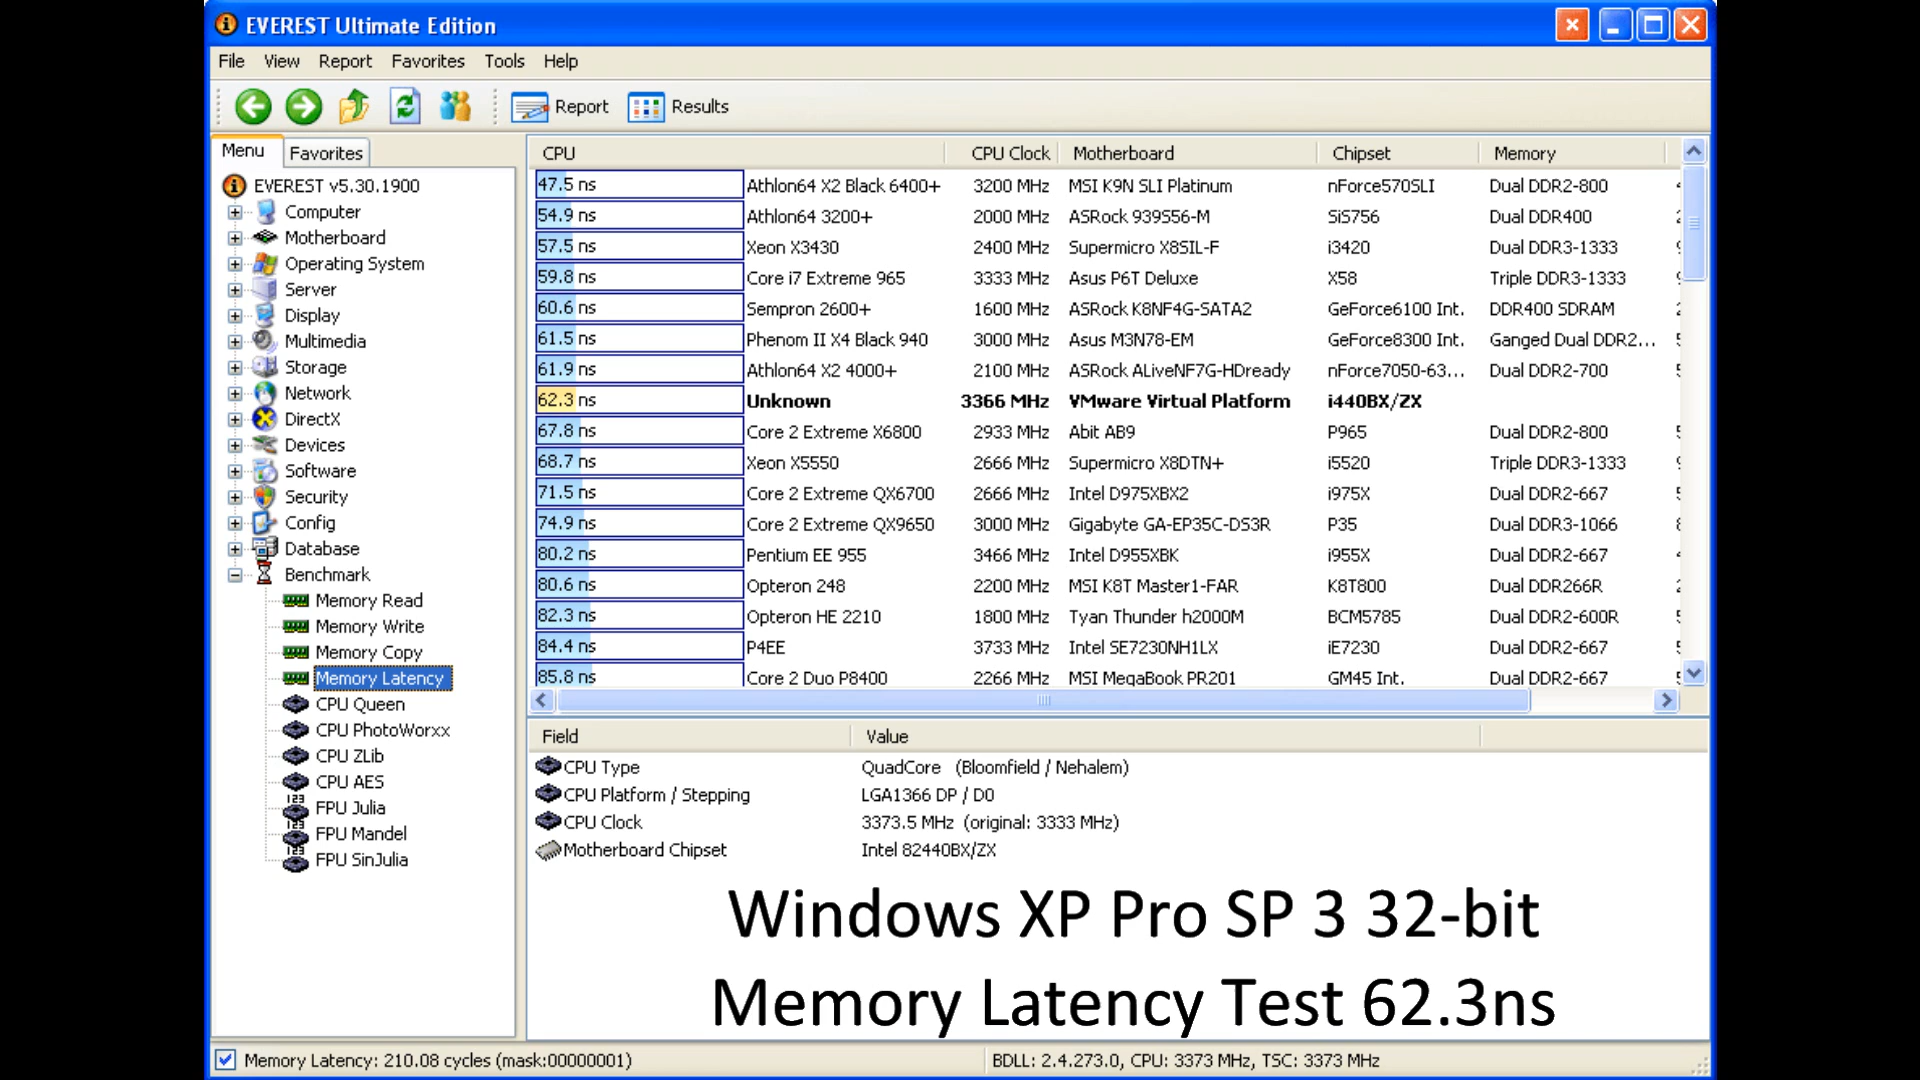 EVEREST Ultimate Edition
File View Report Favorites Tools Help
Report Results
Menu Favorites
EVEREST v5.30.1900
Computer
Motherboard
Operating System
Server
Display
Multimedia
Storage
Network
DirectX
Devices
Software
Security
Config
Database
Benchmark
Memory Read
Memory Write
Memory Copy
Memory Latency
CPU Queen
CPU PhotoWorxx
CPU ZLib
CPU AES
FPU Julia
FPU Mandel
FPU SinJulia
CPU CPU Clock Motherboard Chipset Memory
47.5 ns Athlon64 X2 Black 6400+ 3200 MHz MSI K9N SLI Platinum nForce570SLI Dual DDR2-800
54.9 ns Athlon64 3200+ 2000 MHz ASRock 939S56-M SiS756 Dual DDR400
57.5 ns Xeon X3430 2400 MHz Supermicro X8SIL-F i3420 Dual DDR3-1333
59.8 ns Core i7 Extreme 965 3333 MHz Asus P6T Deluxe X58 Triple DDR3-1333
60.6 ns Sempron 2600+ 1600 MHz ASRock K8NF4G-SATA2 GeForce6100 Int. DDR400 SDRAM
61.5 ns Phenom II X4 Black 940 3000 MHz Asus M3N78-EM GeForce8300 Int. Ganged Dual DDR2...
61.9 ns Athlon64 X2 4000+ 2100 MHz ASRock ALiveNF7G-HDready nForce7050-63... Dual DDR2-700
62.3 ns Unknown 3366 MHz VMware Virtual Platform i440BX/ZX
67.8 ns Core 2 Extreme X6800 2933 MHz Abit AB9 P965 Dual DDR2-800
68.7 ns Xeon X5550 2666 MHz Supermicro X8DTN+ i5520 Triple DDR3-1333
71.5 ns Core 2 Extreme QX6700 2666 MHz Intel D975XBX2 i975X Dual DDR2-667
74.9 ns Core 2 Extreme QX9650 3000 MHz Gigabyte GA-EP35C-DS3R P35 Dual DDR3-1066
80.2 ns Pentium EE 955 3466 MHz Intel D955XBK i955X Dual DDR2-667
80.6 ns Opteron 248 2200 MHz MSI K8T Master1-FAR K8T800 Dual DDR266R
82.3 ns Opteron HE 2210 1800 MHz Tyan Thunder h2000M BCM5785 Dual DDR2-600R
84.4 ns P4EE 3733 MHz Intel SE7230NH1LX iE7230 Dual DDR2-667
85.8 ns Core 2 Duo P8400 2266 MHz MSI MegaBook PR201 GM45 Int. Dual DDR2-667
Field Value
CPU Type QuadCore (Bloomfield / Nehalem)
CPU Platform / Stepping LGA1366 DP / D0
CPU Clock 3373.5 MHz (original: 3333 MHz)
Motherboard Chipset Intel 82440BX/ZX
Windows XP Pro SP 3 32-bit
Memory Latency Test 62.3ns
Memory Latency: 210.08 cycles (mask:00000001)
BDLL: 2.4.273.0, CPU: 3373 MHz, TSC: 3373 MHz